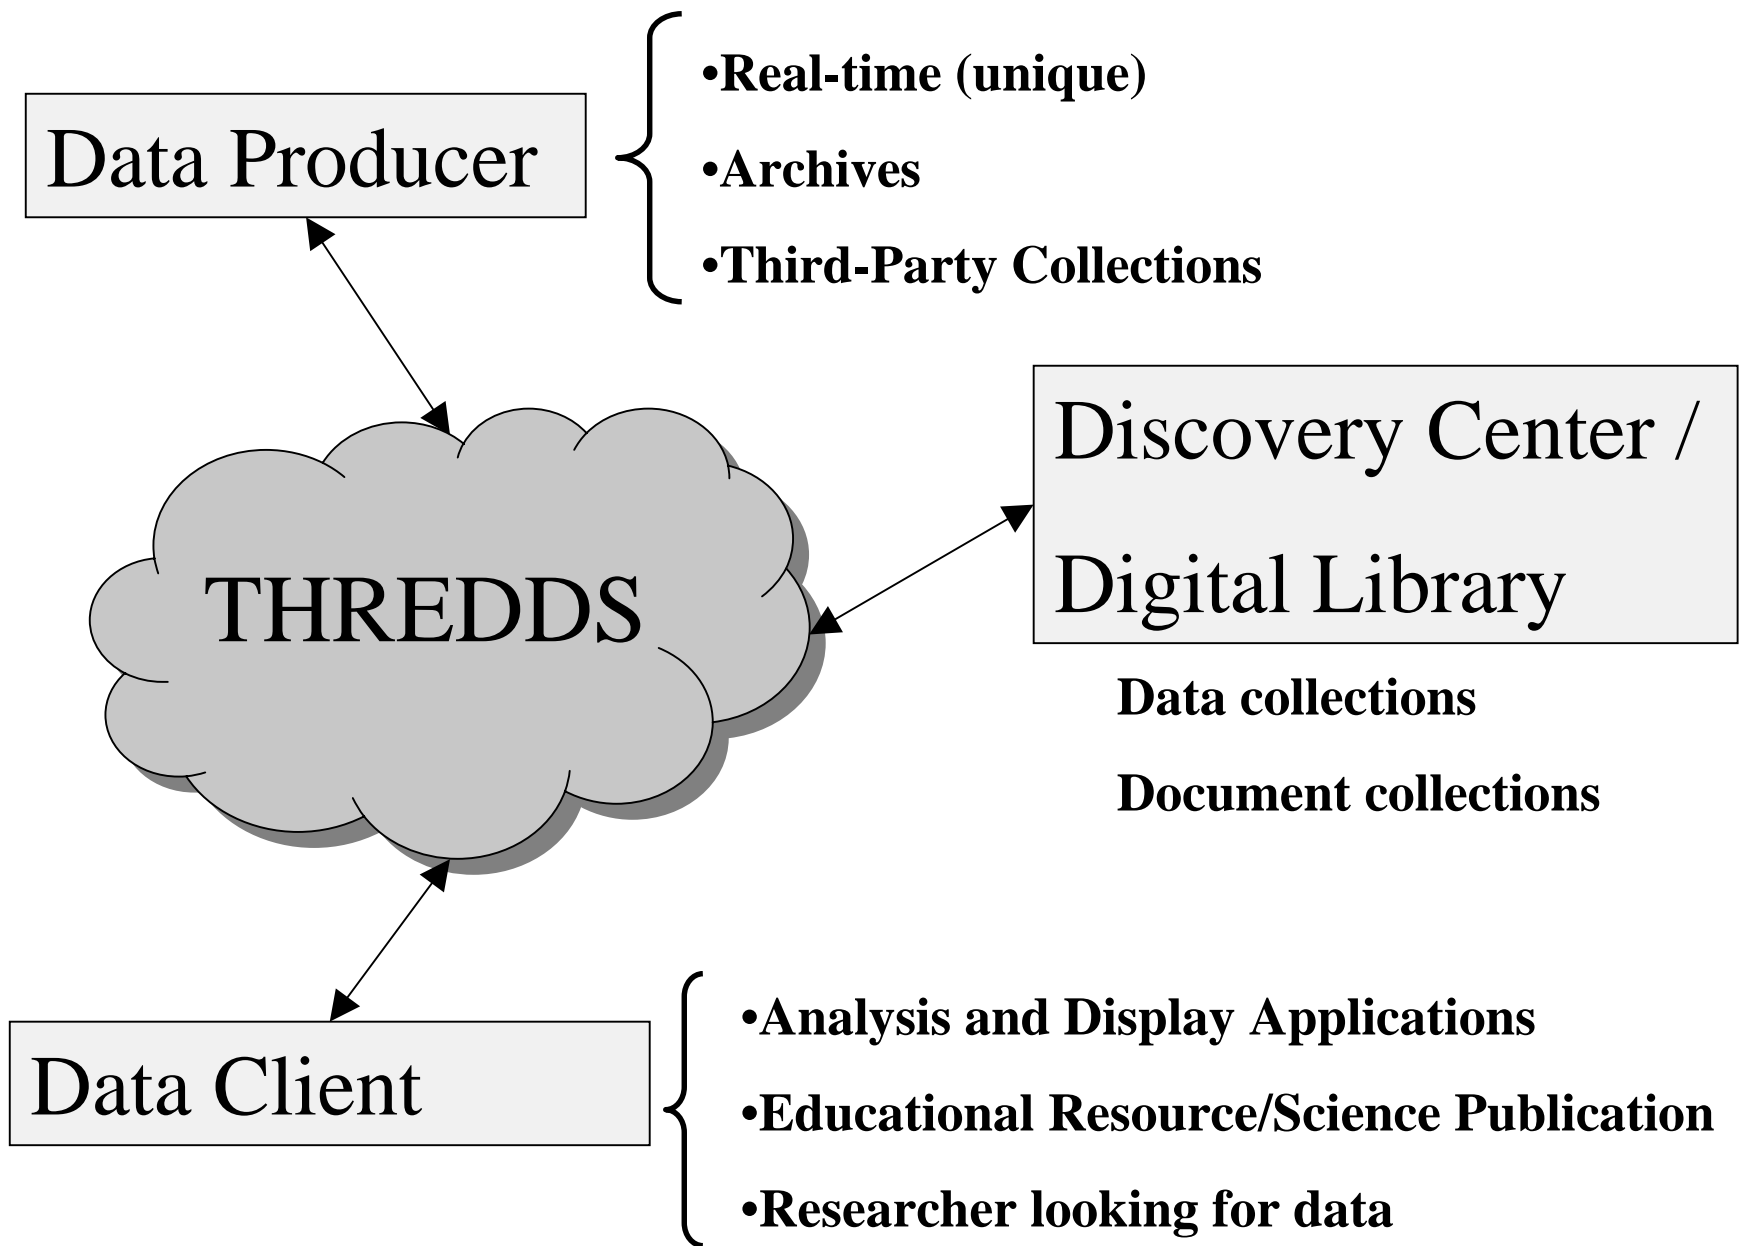 Data Producer
•Real-time (unique)
•Archives
•Third-Party Collections
THREDDS
Discovery Center /
Digital Library
Data collections
Document collections
Data Client
•Analysis and Display Applications
•Educational Resource/Science Publication
•Researcher looking for data